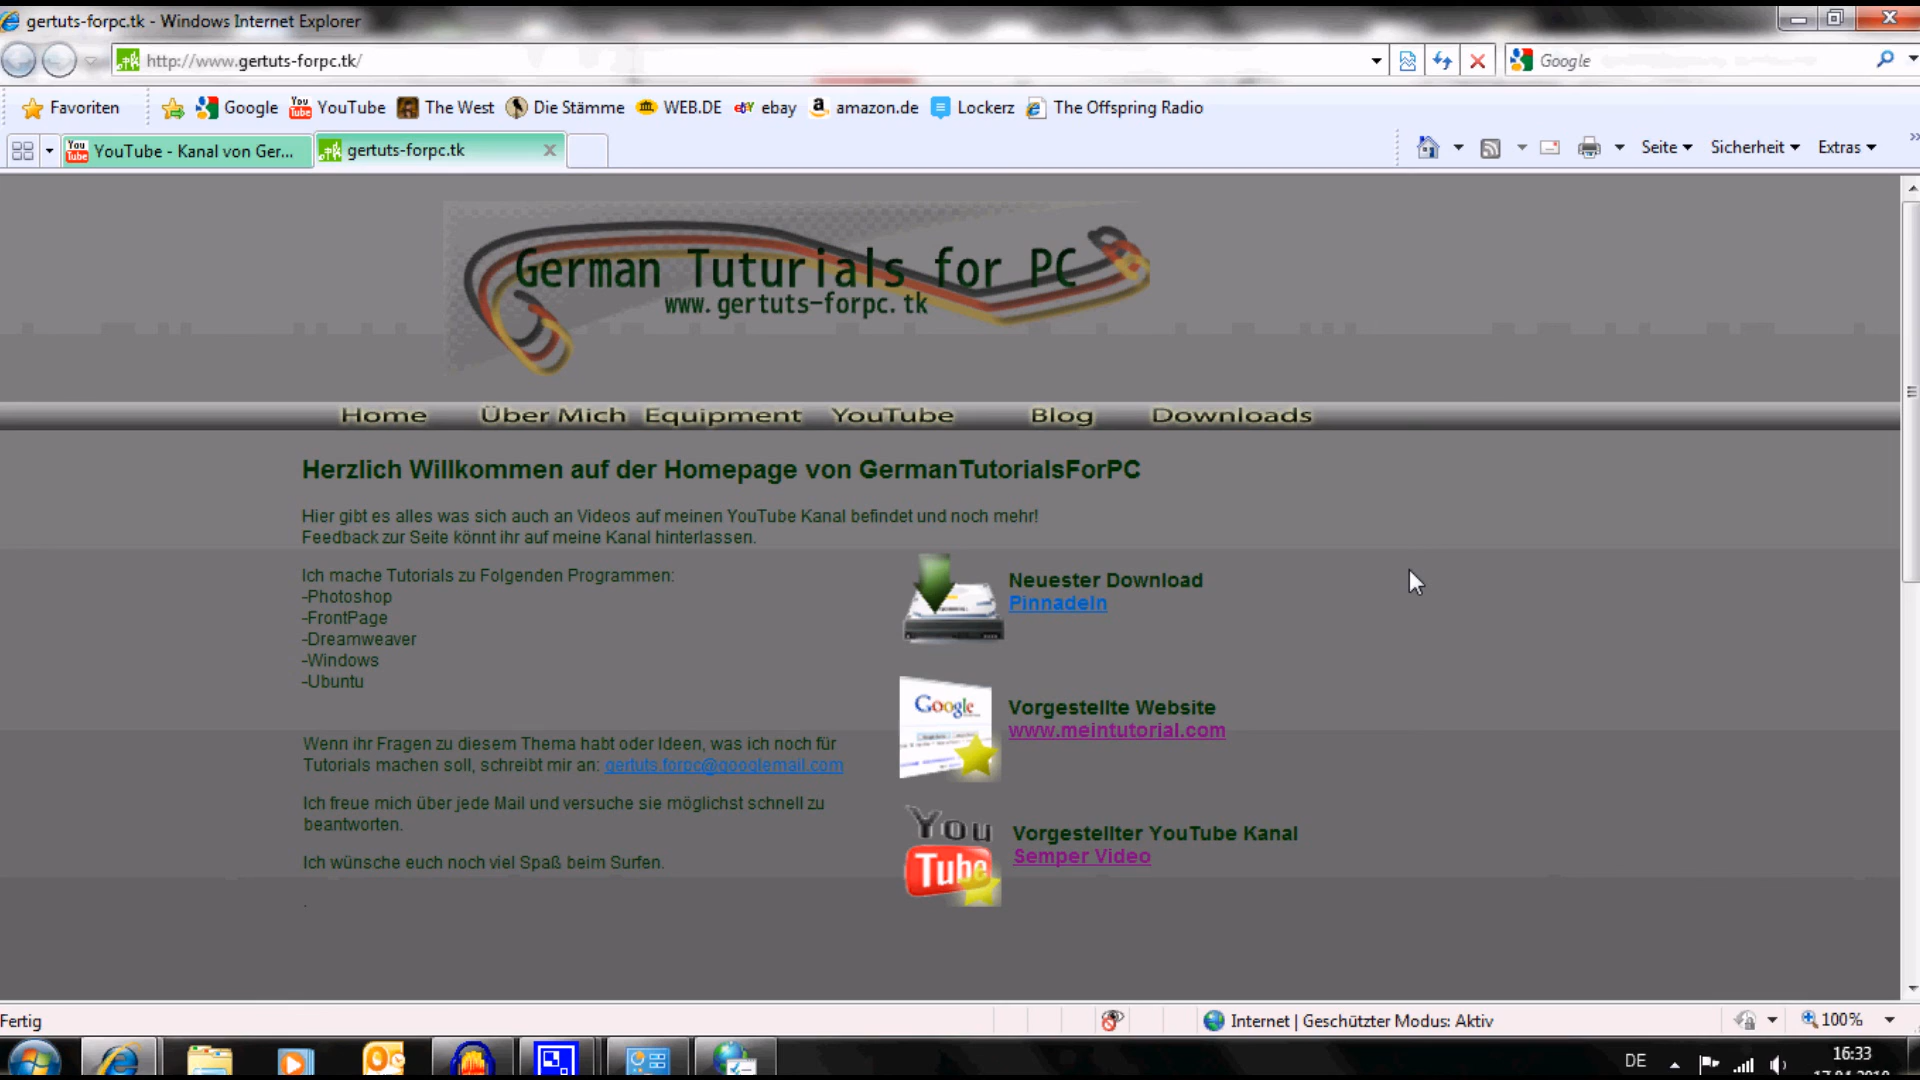 gertuts-forpc.tk - Windows Internet Explorer
http://www.gertuts-forpc.tk/
Google
Favoriten Google YouTube The West Die Stämme WEB.DE ebay amazon.de Lockerz The Offspring Radio
YouTube - Kanal von Ger... gertuts-forpc.tk Seite Sicherheit Extras
German Tuturials for PC
www.gertuts-forpc.tk
Home Über Mich Equipment YouTube Blog Downloads
Herzlich Willkommen auf der Homepage von GermanTutorialsForPC
Hier gibt es alles was sich auch an Videos auf meinen YouTube Kanal befindet und noch mehr!
Feedback zur Seite könnt ihr auf meine Kanal hinterlassen.
Ich mache Tutorials zu Folgenden Programmen:
-Photoshop
-FrontPage
-Dreamweaver
-Windows
-Ubuntu
Wenn ihr Fragen zu diesem Thema habt oder Ideen, was ich noch für
Tutorials machen soll, schreibt mir an: gertuts.forpc@googlemail.com
Ich freue mich über jede Mail und versuche sie möglichst schnell zu
beantworten.
Ich wünsche euch noch viel Spaß beim Surfen.
.
Neuester Download
Pinnadeln
Google
Vorgestellte Website
www.meintutorial.com
You
Tube
Vorgestellter YouTube Kanal
Semper Video
Fertig
Internet | Geschützter Modus: Aktiv
100%
DE
16:33